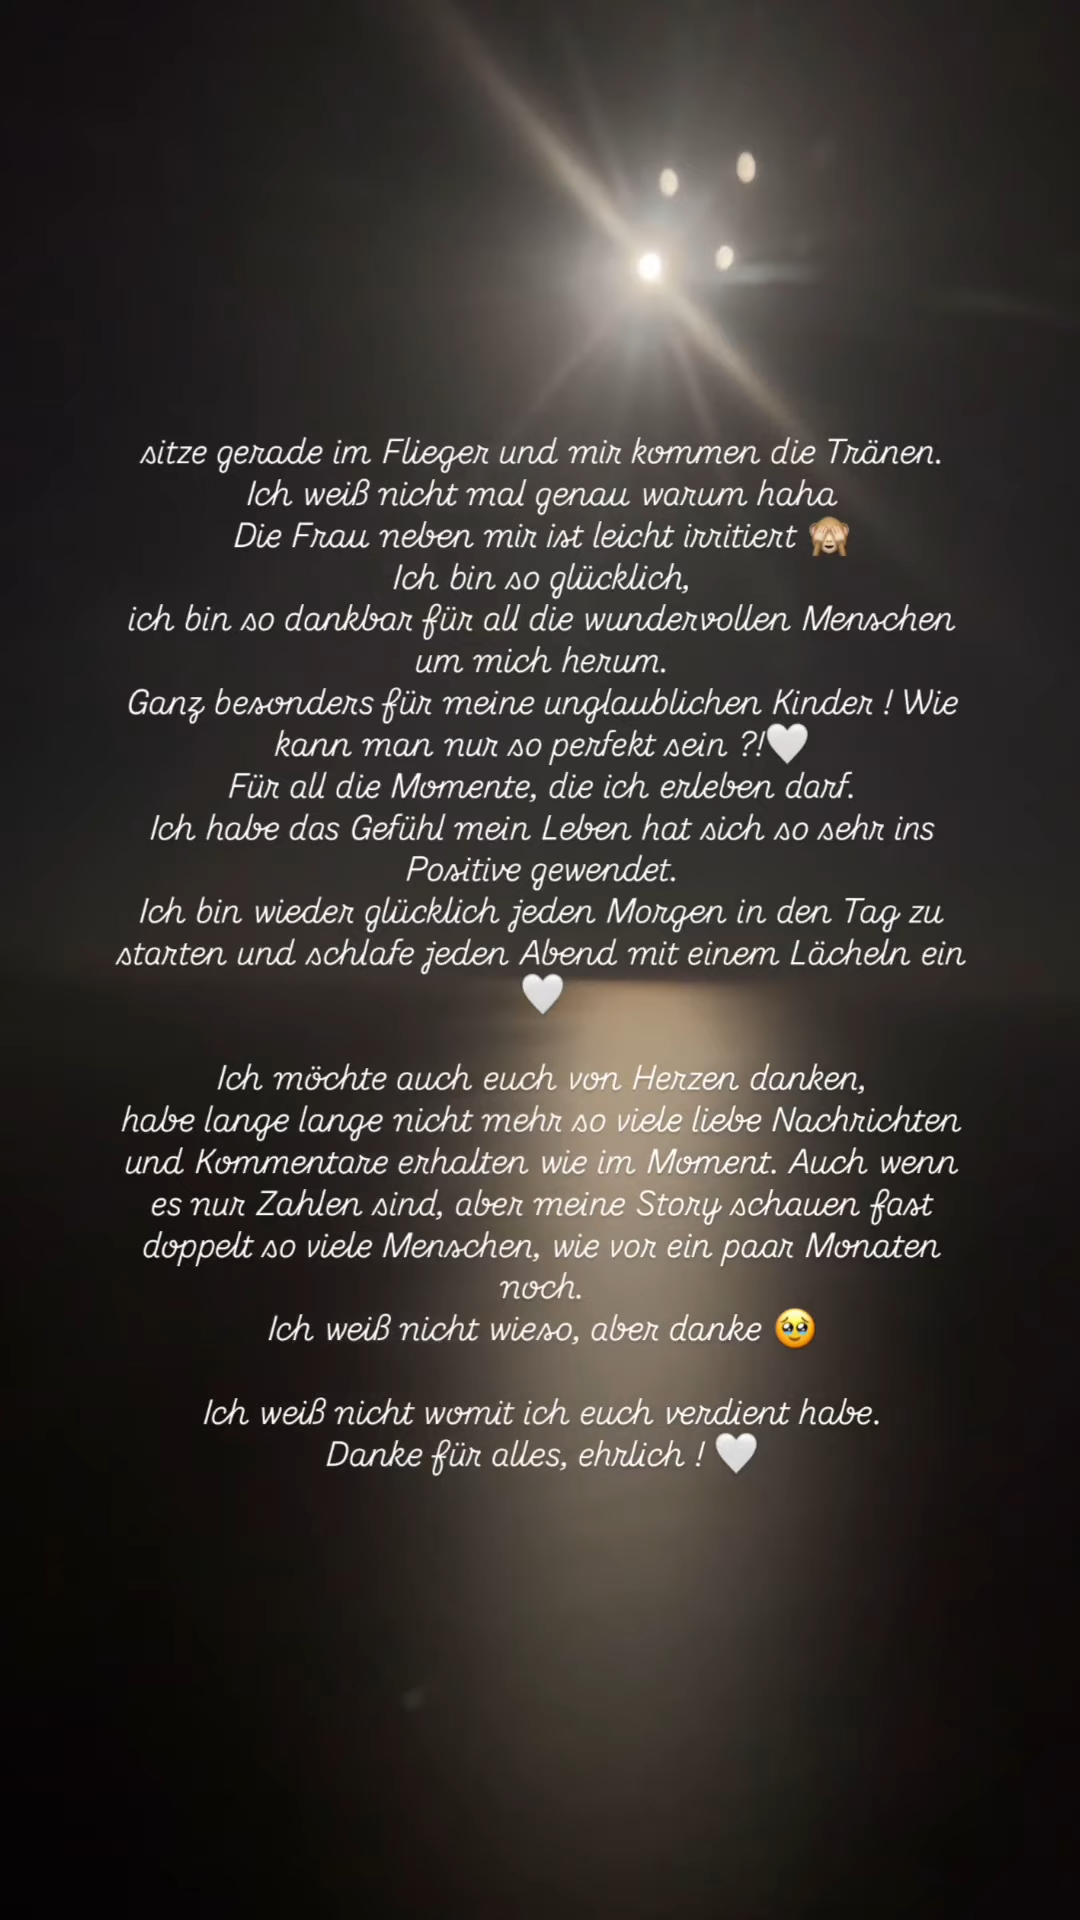 sitze gerade im Flieger und mir kommen die Tränen.
Ich weiß nicht mal genau warum haha
Die Frau neben mir ist leicht irritiert 🙈
Ich bin so glücklich,
ich bin so dankbar für all die wundervollen Menschen
um mich herum.
Ganz besonders für meine unglaublichen Kinder ! Wie
kann man nur so perfekt sein ?!🤍
Für all die Momente, die ich erleben darf.
Ich habe das Gefühl mein Leben hat sich so sehr ins
Positive gewendet.
Ich bin wieder glücklich jeden Morgen in den Tag zu
starten und schlafe jeden Abend mit einem Lächeln ein
🤍
Ich möchte auch euch von Herzen danken,
habe lange lange nicht mehr so viele liebe Nachrichten
und Kommentare erhalten wie im Moment. Auch wenn
es nur Zahlen sind, aber meine Story schauen fast
doppelt so viele Menschen, wie vor ein paar Monaten
noch.
Ich weiß nicht wieso, aber danke 🥹
Ich weiß nicht womit ich euch verdient habe.
Danke für alles, ehrlich ! 🤍